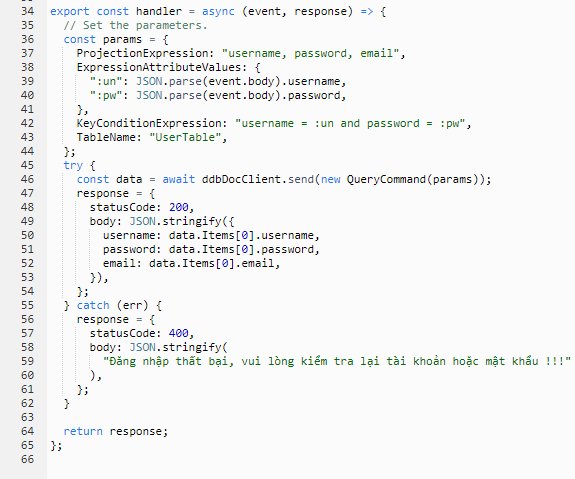 34 export const handler = async (event, response) => {
35   // Set the parameters.
36   const params = {
37     ProjectionExpression: "username, password, email",
38     ExpressionAttributeValues: {
39       ":un": JSON.parse(event.body).username,
40       ":pw": JSON.parse(event.body).password,
41     },
42     KeyConditionExpression: "username = :un and password = :pw",
43     TableName: "UserTable",
44   };
45   try {
46     const data = await ddbDocClient.send(new QueryCommand(params));
47     response = {
48       statusCode: 200,
49       body: JSON.stringify({
50         username: data.Items[0].username,
51         password: data.Items[0].password,
52         email: data.Items[0].email,
53       }),
54     };
55   } catch (err) {
56     response = {
57       statusCode: 400,
58       body: JSON.stringify(
59         "Đăng nhập thất bại, vui lòng kiểm tra lại tài khoản hoặc mật khẩu !!!"
60       ),
61     };
62   }
63
64   return response;
65 };
66